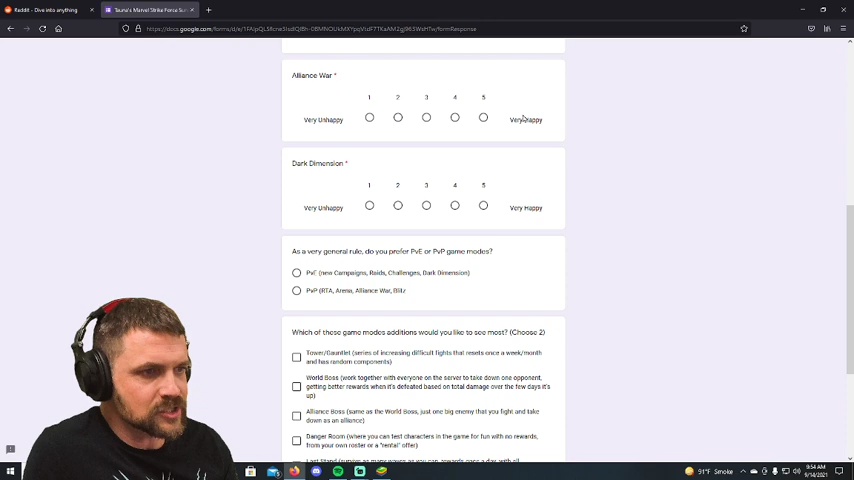 Reddit - Dive into anything
Tauna's Marvel Strike Force Sur
Alliance War *
1 2 3 4 5
Very Unhappy
Very Happy
Dark Dimension *
1 2 3 4 5
Very Unhappy
Very Happy
As a very general rule, do you prefer PvE or PvP game modes?
PvE (new Campaigns, Raids, Challenges, Dark Dimension)
PvP (RTA, Arena, Alliance War, Blitz
Which of these game modes additions would you like to see most? (Choose 2)
Tower/Gauntlet (series of increasing difficult fights that resets once a week/month
and has random components)
World Boss (work together with everyone on the server to take down one opponent,
getting better rewards when it's defeated based on total damage over the few days it's
up)
Alliance Boss (same as the World Boss, just one big enemy that you fight and take
down as an alliance)
Danger Room (where you can test characters in the game for fun with no rewards,
from your own roster or a "rental" offer)
91°F Smoke
9:54 AM
9/14/2021